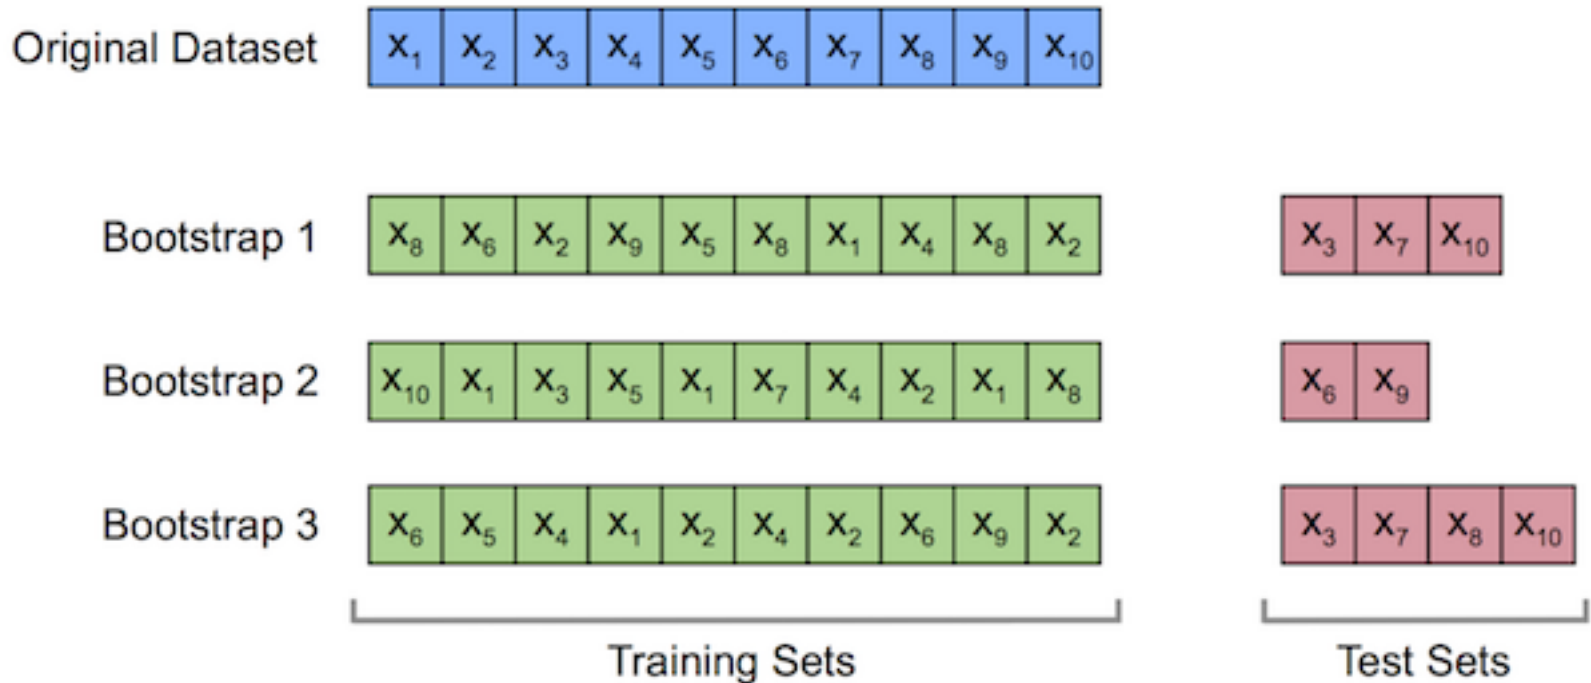 Original Dataset x₁ x₂ x₃ x₄ x₅ x₆ x₇ x₈ x₉ x₁₀
Bootstrap 1 x₈ x₆ x₂ x₉ x₅ x₈ x₁ x₄ x₈ x₂ x₃ x₇ x₁₀
Bootstrap 2 x₁₀ x₁ x₃ x₅ x₁ x₇ x₄ x₂ x₁ x₈ x₆ x₉
Bootstrap 3 x₆ x₅ x₄ x₁ x₂ x₄ x₂ x₆ x₉ x₂ x₃ x₇ x₈ x₁₀
Training Sets Test Sets